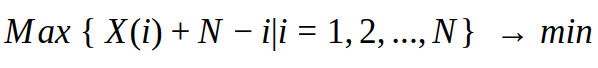 Max { X(i) + N − i|i = 1, 2, ..., N} → min